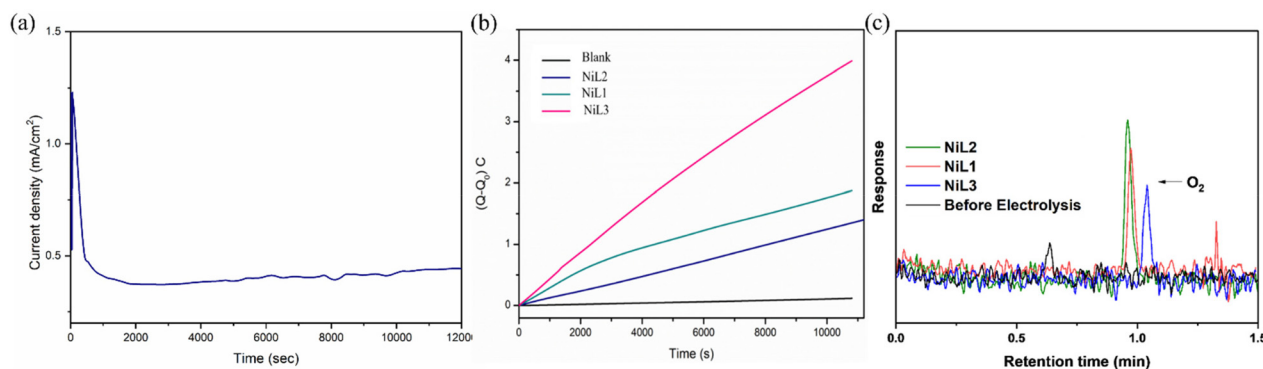 (a)
1.5
1.0
0.5
Current density (mA/cm²)
0 2000 4000 6000 8000 10000 12000
Time (sec)
(b)
4
3
2
1
0
(Q-Q₀) C
Blank
NiL2
NiL1
NiL3
0 2000 4000 6000 8000 10000
Time (s)
(c)
Response
NiL2
NiL1
NiL3
Before Electrolysis
O₂
0.0 0.5 1.0 1.5
Retention time (min)